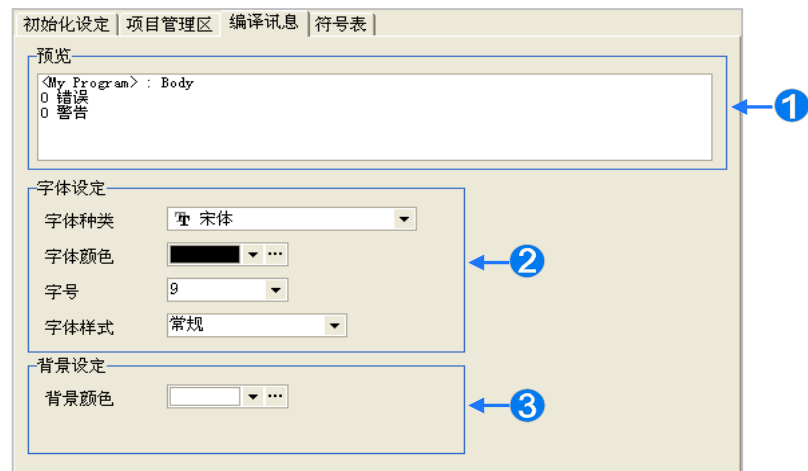 初始化设定 项目管理区 编译讯息 符号表
预览
<My Program> : Body
0 错误
0 警告
1
字体设定
字体种类 宋体
字体颜色
2
字号 9
字体样式 常规
背景设定
背景颜色
3